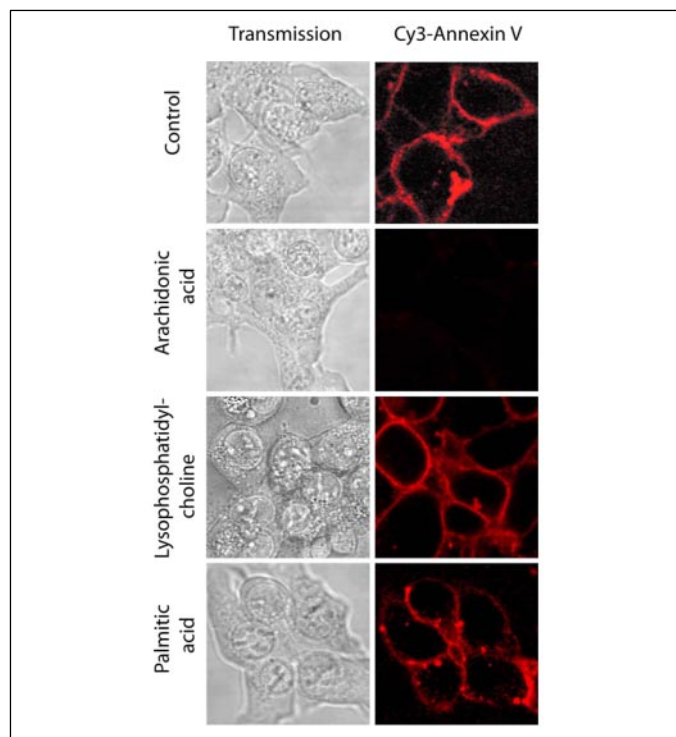 Transmission
Cy3-Annexin V
Control
Arachidonic
acid
Lysophosphatidyl-
choline
Palmitic
acid